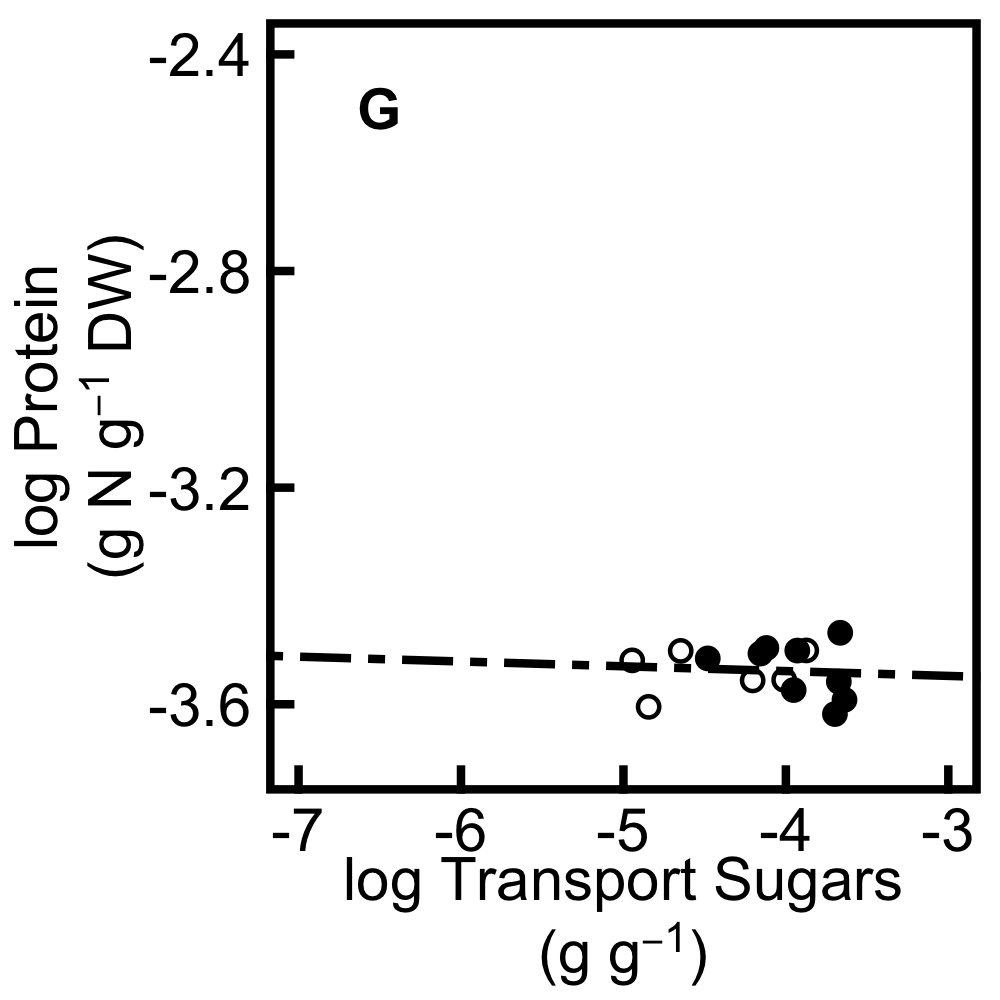 G
log Protein
(g N g⁻¹ DW)
-2.4
-2.8
-3.2
-3.6
-7 -6 -5 -4 -3
log Transport Sugars
(g g⁻¹)